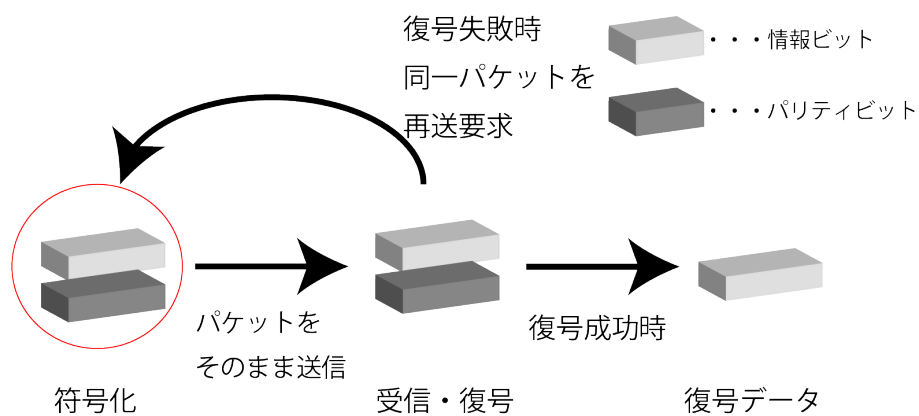 復号失敗時
同一パケットを
再送要求
・・・情報ビット
・・・パリティビット
パケットを
そのまま送信
復号成功時
符号化
受信・復号
復号データ